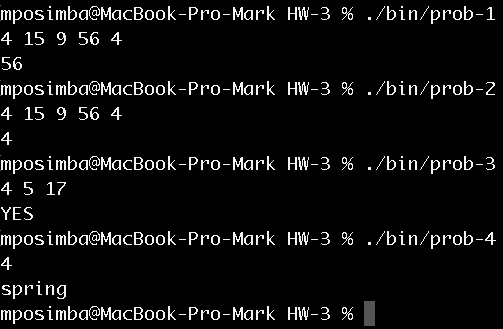 mposimba@MacBook-Pro-Mark HW-3 % ./bin/prob-1
4 15 9 56 4
56
mposimba@MacBook-Pro-Mark HW-3 % ./bin/prob-2
4 15 9 56 4
4
mposimba@MacBook-Pro-Mark HW-3 % ./bin/prob-3
4 5 17
YES
mposimba@MacBook-Pro-Mark HW-3 % ./bin/prob-4
4
spring
mposimba@MacBook-Pro-Mark HW-3 %